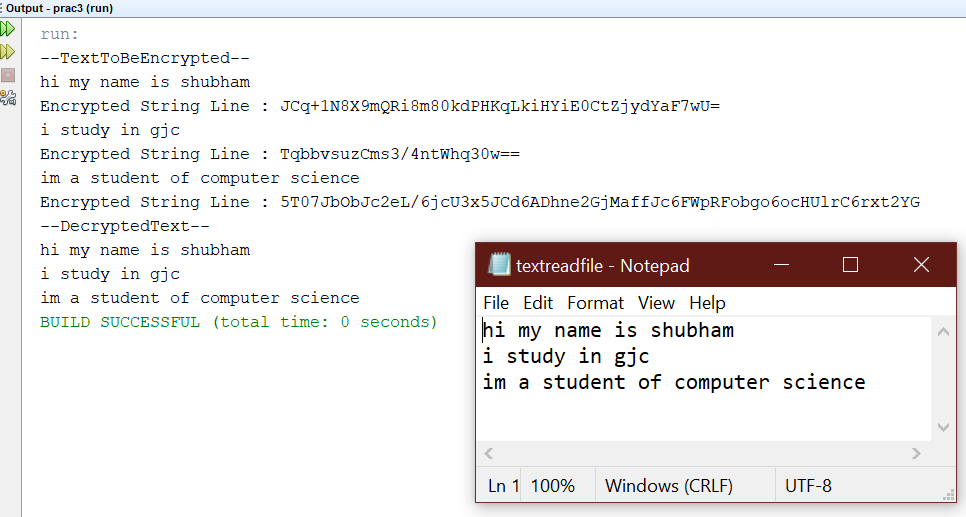 Output - prac3 (run)
run:
--TextToBeEncrypted--
hi my name is shubham
Encrypted String Line : JCq+1N8X9mQRi8m80kdPHKqLkiHYiE0CtZjydYaF7wU=
i study in gjc
Encrypted String Line : TqbbvsuzCms3/4ntWhq30w==
im a student of computer science
Encrypted String Line : 5T07JbObJc2eL/6jcU3x5JCd6ADhne2GjMaffJc6FWpRFobgo6ocHUlrC6rxt2YG
--DecryptedText--
hi my name is shubham
i study in gjc
im a student of computer science
BUILD SUCCESSFUL (total time: 0 seconds)
textreadfile - Notepad
File Edit Format View Help
hi my name is shubham
i study in gjc
im a student of computer science
Ln 1 100% Windows (CRLF) UTF-8